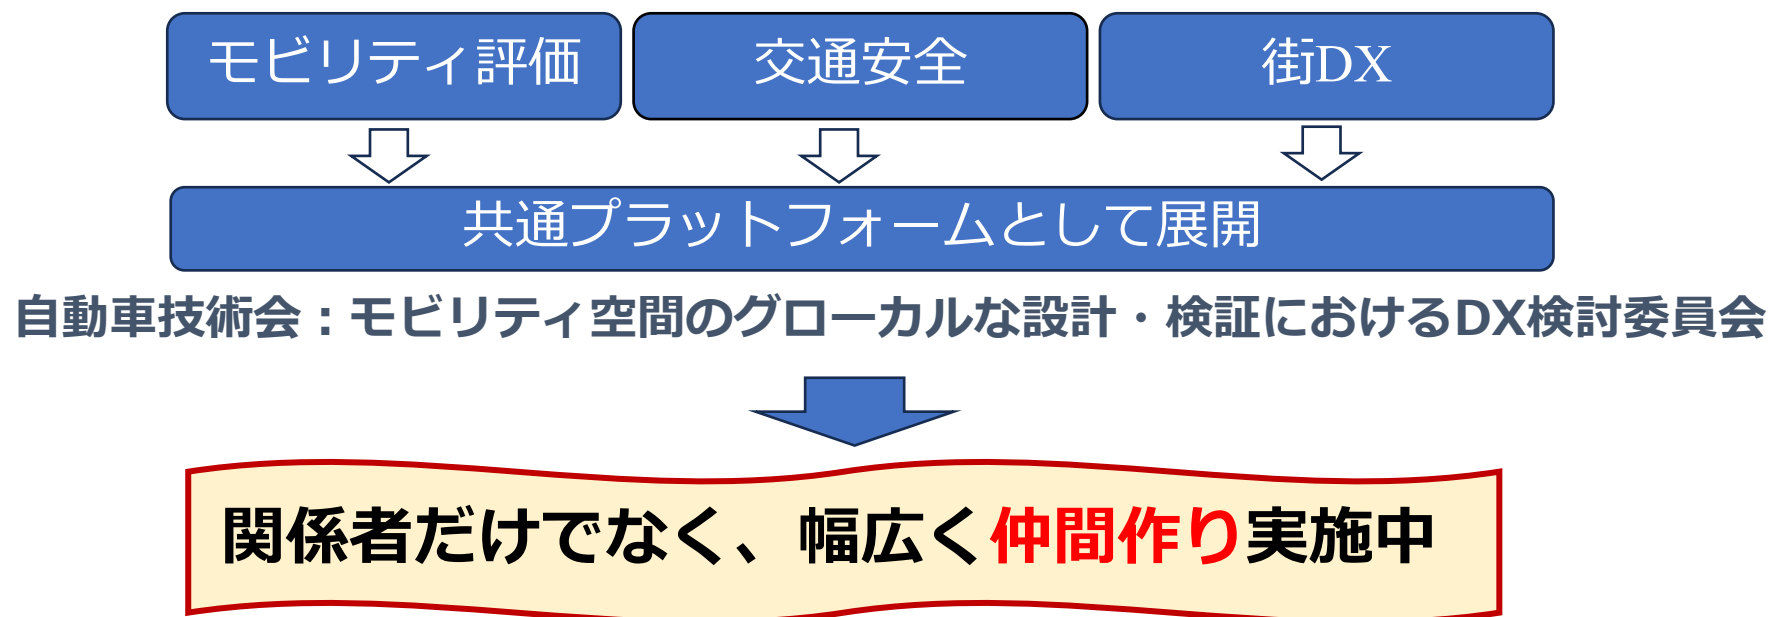 モビリティ評価
交通安全
街DX
共通プラットフォームとして展開
自動車技術会：モビリティ空間のグローカルな設計・検証におけるDX検討委員会
関係者だけでなく、幅広く仲間作り実施中